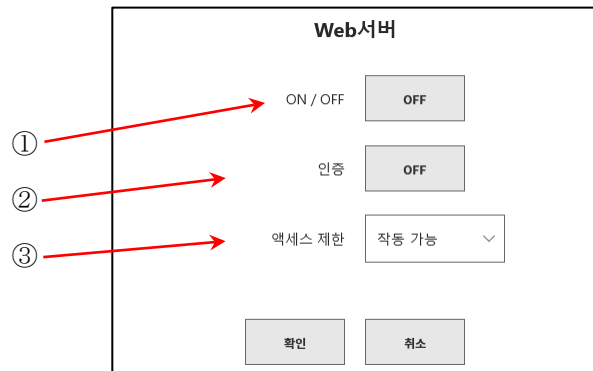 Web서버
① ON / OFF OFF
② 인증 OFF
③ 액세스 제한 작동 가능
확인 취소